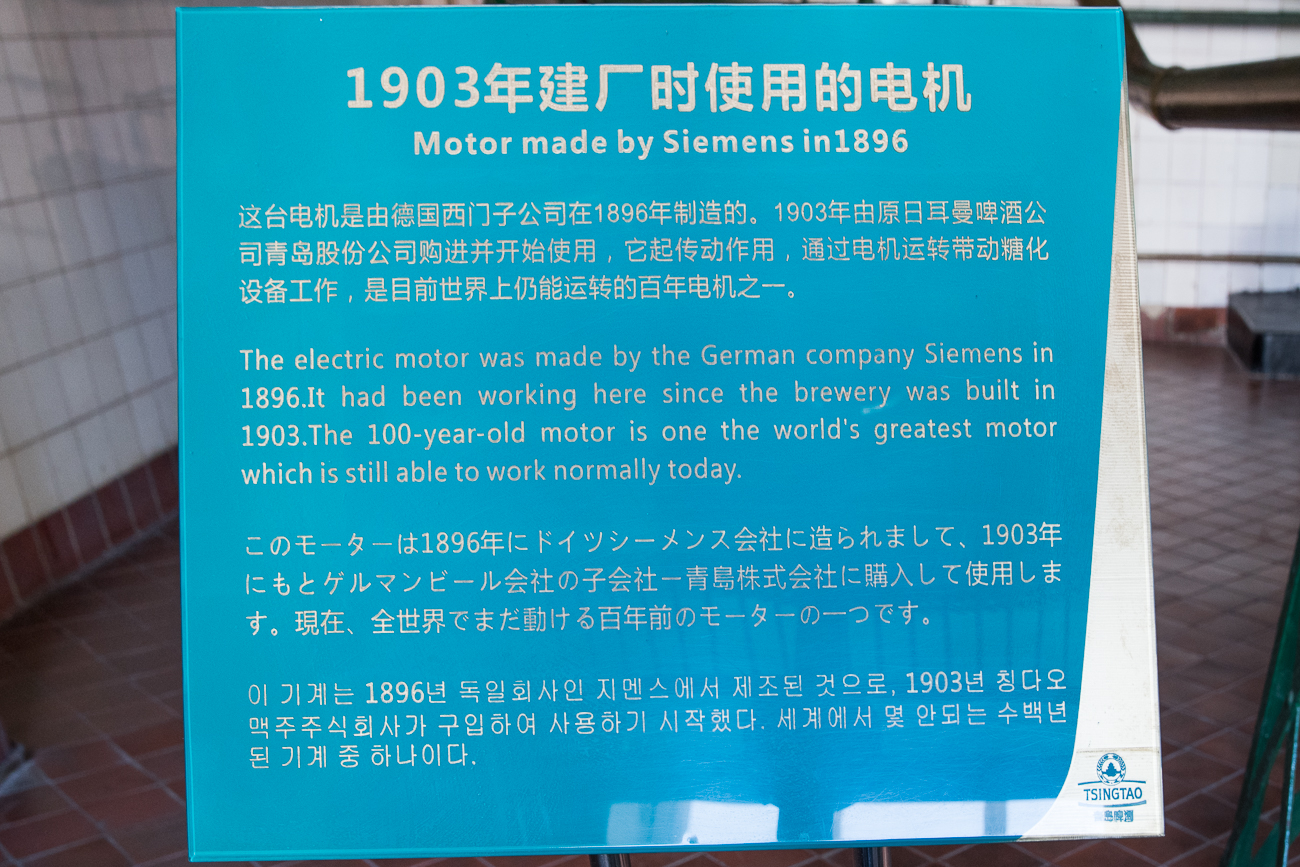 1903年建厂时使用的电机
Motor made by Siemens in1896
这台电机是由德国西门子公司在1896年制造的。1903年由原日耳曼啤酒公
司青岛股份公司购进并开始使用，它起传动作用，通过电机运转带动糖化
设备工作，是目前世界上仍能运转的百年电机之一。
The electric motor was made by the German company Siemens in
1896.It had been working here since the brewery was built in
1903.The 100-year-old motor is one the world's greatest motor
which is still able to work normally today.
このモーターは1896年にドイツシーメンス会社に造られまして、1903年
にもとゲルマンビール会社の子会社－青島株式会社に購入して使用しま
す。現在、全世界でまだ動ける百年前のモーターの一つです。
이 기계는 1896년 독일회사인 지멘스에서 제조된 것으로, 1903년 칭다오
맥주주식회사가 구입하여 사용하기 시작했다. 세계에서 몇 안되는 수백년
된 기계 중 하나이다.
TSINGTAO
青島啤酒